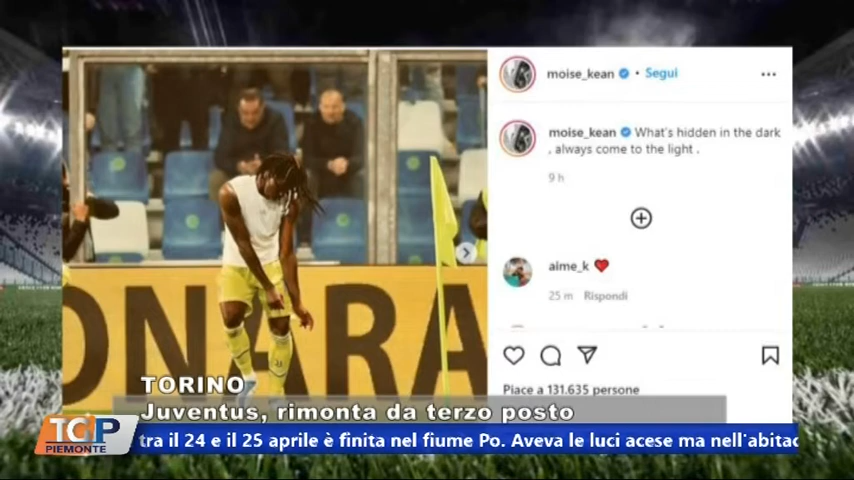 moise_kean • Segui
moise_kean What's hidden in the dark
, always come to the light .
9 h
aime_k ❤
25 m Rispondi
Piace a 131.635 persone
ONARA
TORINO
Juventus, rimonta da terzo posto
TGP
PIEMONTE
tra il 24 e il 25 aprile è finita nel fiume Po. Aveva le luci acese ma nell'abitac